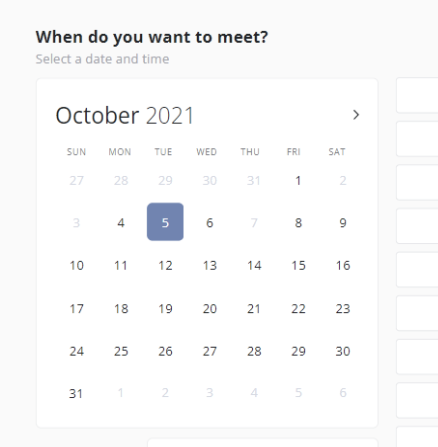 When do you want to meet?
Select a date and time
October 2021 >
SUN MON TUE WED THU FRI SAT
27 28 29 30 31 1 2
3 4 5 6 7 8 9
10 11 12 13 14 15 16
17 18 19 20 21 22 23
24 25 26 27 28 29 30
31 1 2 3 4 5 6